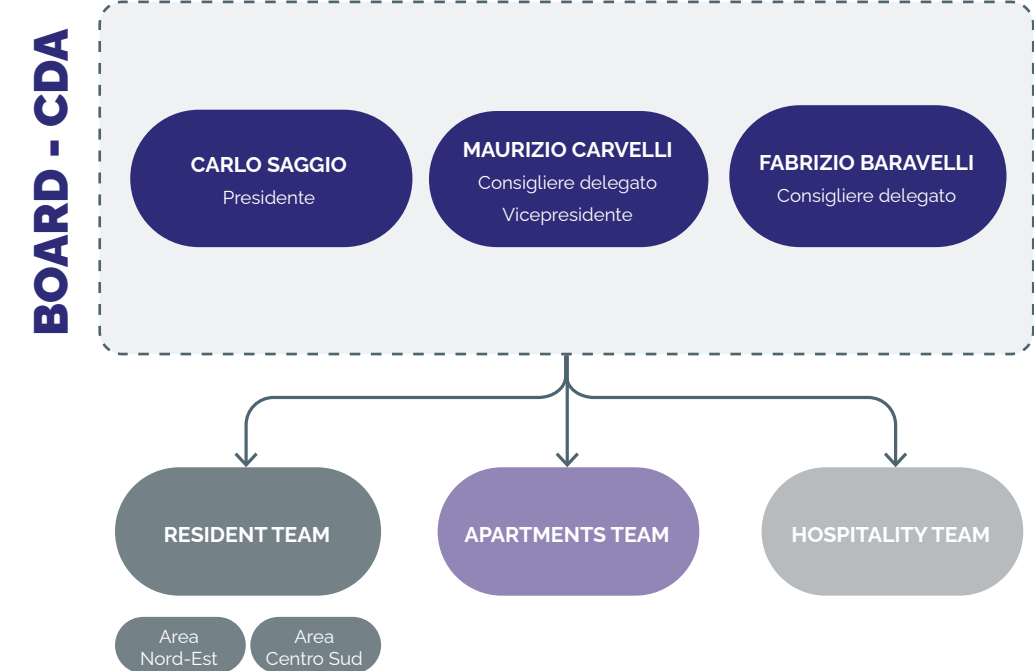 BOARD - CDA
CARLO SAGGIO
Presidente
MAURIZIO CARVELLI
Consigliere delegato
Vicepresidente
FABRIZIO BARAVELLI
Consigliere delegato
RESIDENT TEAM
APARTMENTS TEAM
HOSPITALITY TEAM
Area
Nord-Est
Area
Centro Sud